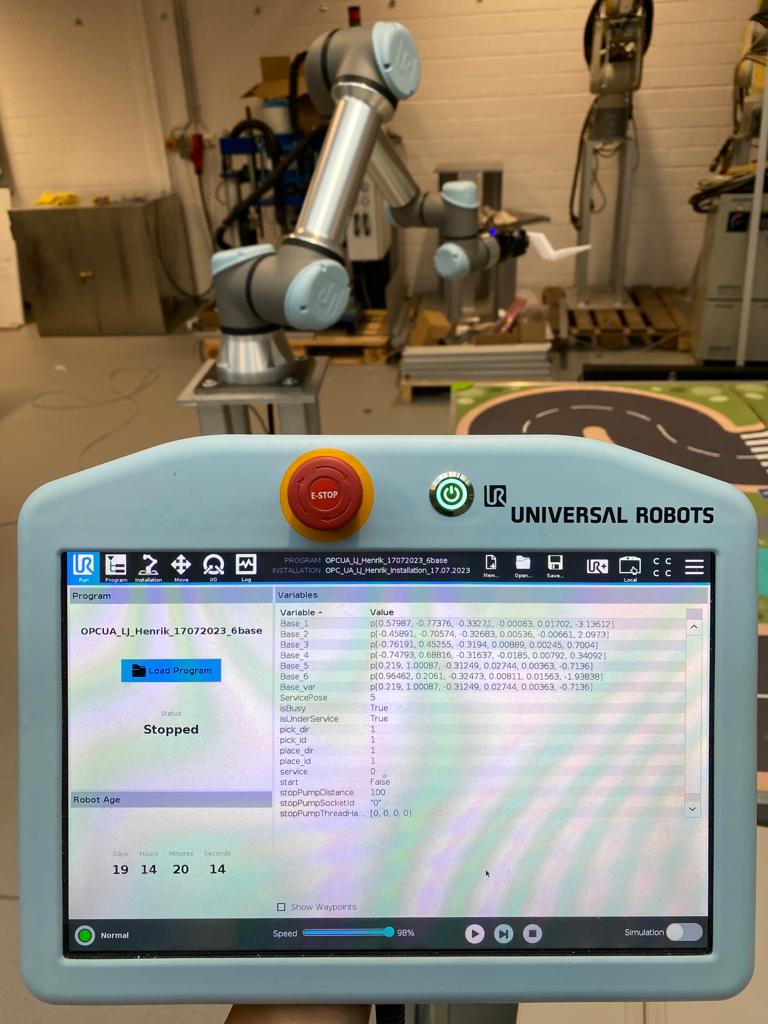 E-STOP
UR
UNIVERSAL ROBOTS
UR
Run
Program
Installation
Move
I/O
Log
PROGRAM OPCUA_LJ_Henrik_17072023_6base
INSTALLATION OPC_UA_LJ_Henrik_Installation_17.07.2023
New...
Open...
Save...
UR+
Local
C C
C C
Program
OPCUA_LJ_Henrik_17072023_6base
Load Program
Status
Stopped
Robot Age
Days Hours Minutes Seconds
19 14 20 14
Variables
Variable Value
Base_1 p[0.57987, -0.77376, -0.33271, -0.00083, 0.01702, -3.13612]
Base_2 p[-0.45891, -0.70574, -0.32683, 0.00536, -0.00661, 2.0973]
Base_3 p[-0.76191, 0.45255, -0.3194, 0.00889, 0.00245, 0.7004]
Base_4 p[-0.74793, 0.68816, -0.31637, -0.0185, 0.00792, 0.34092]
Base_5 p[0.219, 1.00087, -0.31249, 0.02744, 0.00363, -0.7136]
Base_6 p[0.96462, 0.2061, -0.32473, 0.00811, 0.01563, -1.93838]
Base_var p[0.219, 1.00087, -0.31249, 0.02744, 0.00363, -0.7136]
ServicePose 5
isBusy True
isUnderService True
pick_dir 1
pick_id 1
place_dir 1
place_id 1
service 0
start False
stopPumpDistance 100
stopPumpSocketId "0"
stopPumpThreadHa... [0, 0, 0, 0]
Show Waypoints
Normal
Speed 98%
Simulation